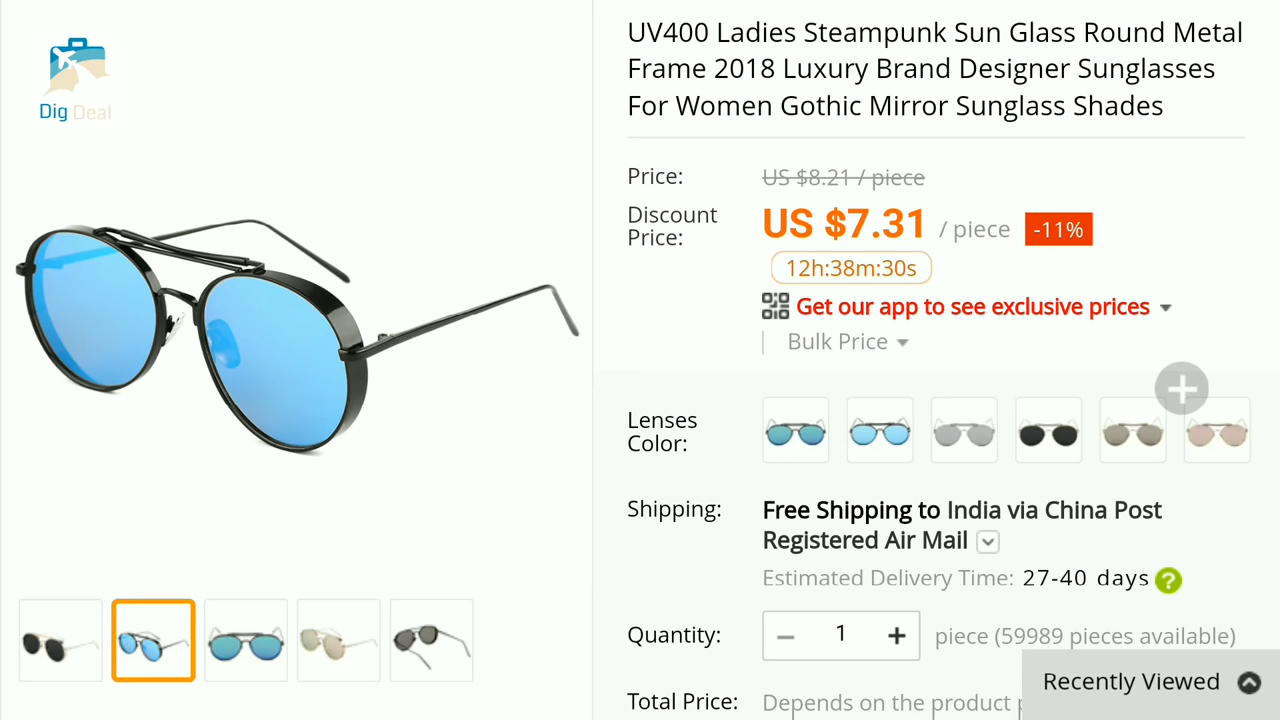 Dig Deal
UV400 Ladies Steampunk Sun Glass Round Metal
Frame 2018 Luxury Brand Designer Sunglasses
For Women Gothic Mirror Sunglass Shades
Price: US $8.21 / piece
Discount Price: US $7.31 / piece -11%
12h:38m:30s
Get our app to see exclusive prices
Bulk Price
Lenses
Color:
Shipping: Free Shipping to India via China Post
Registered Air Mail
Estimated Delivery Time: 27-40 days ?
Quantity: 1 piece (59989 pieces available)
Total Price: Depends on the product
Recently Viewed